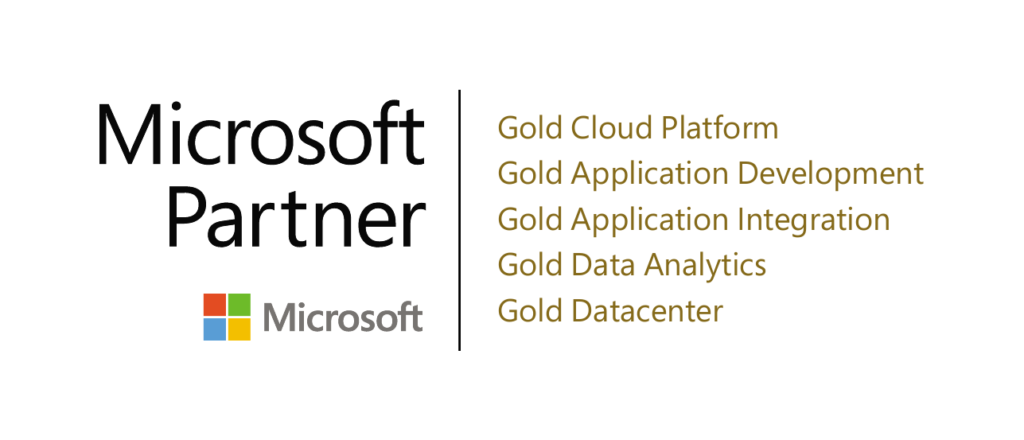 Microsoft
Partner
Microsoft
Gold Cloud Platform
Gold Application Development
Gold Application Integration
Gold Data Analytics
Gold Datacenter